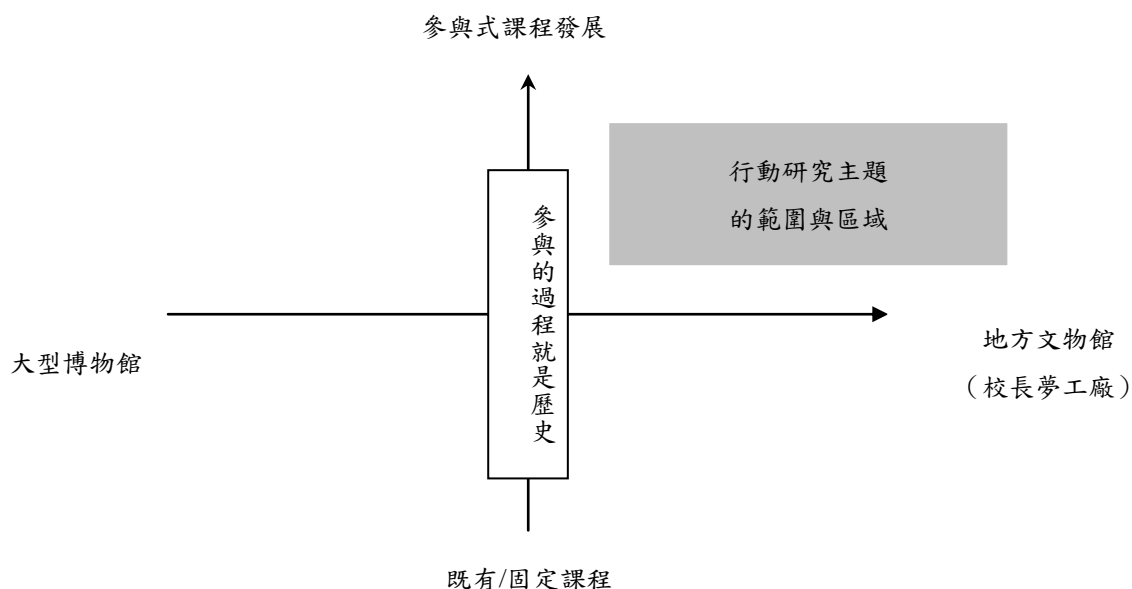 參與式課程發展
行動研究主題
的範圍與區域
參與的過程就是歷史
大型博物館
地方文物館
（校長夢工廠）
既有/固定課程